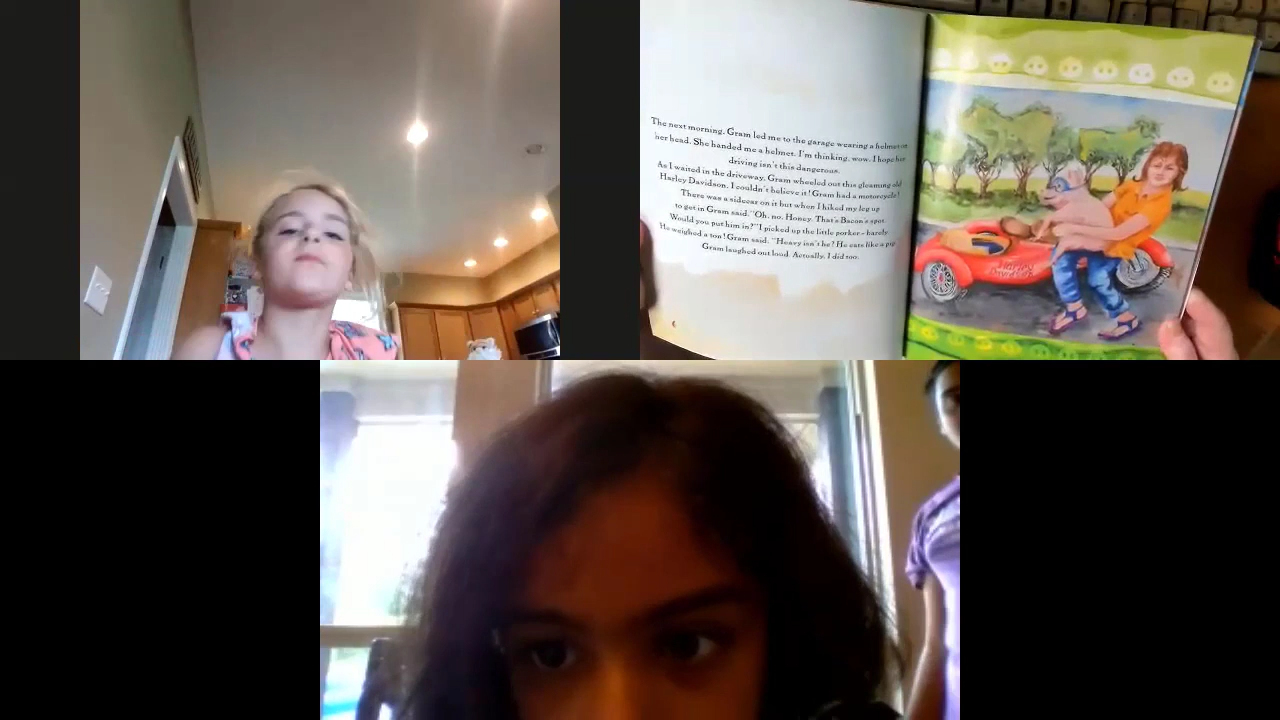 The next morning, Gram led me to the garage wearing a helmet on
her head. She handed me a helmet. I'm thinking, wow. I hope her
driving isn't this dangerous.
As I waited in the driveway, Gram wheeled out this gleaming old
Harley Davidson. I couldn't believe it! Gram had a motorcycle!
There was a sidecar on it but when I hiked my leg up
to get in Gram said. "Oh, no. Honey. That's Bacon's spot.
Would you put him in?" I picked up the little porker – barely.
He weighed a ton! Gram said. "Heavy isn't he? He eats like a pig
Gram laughed out loud. Actually, I did too.